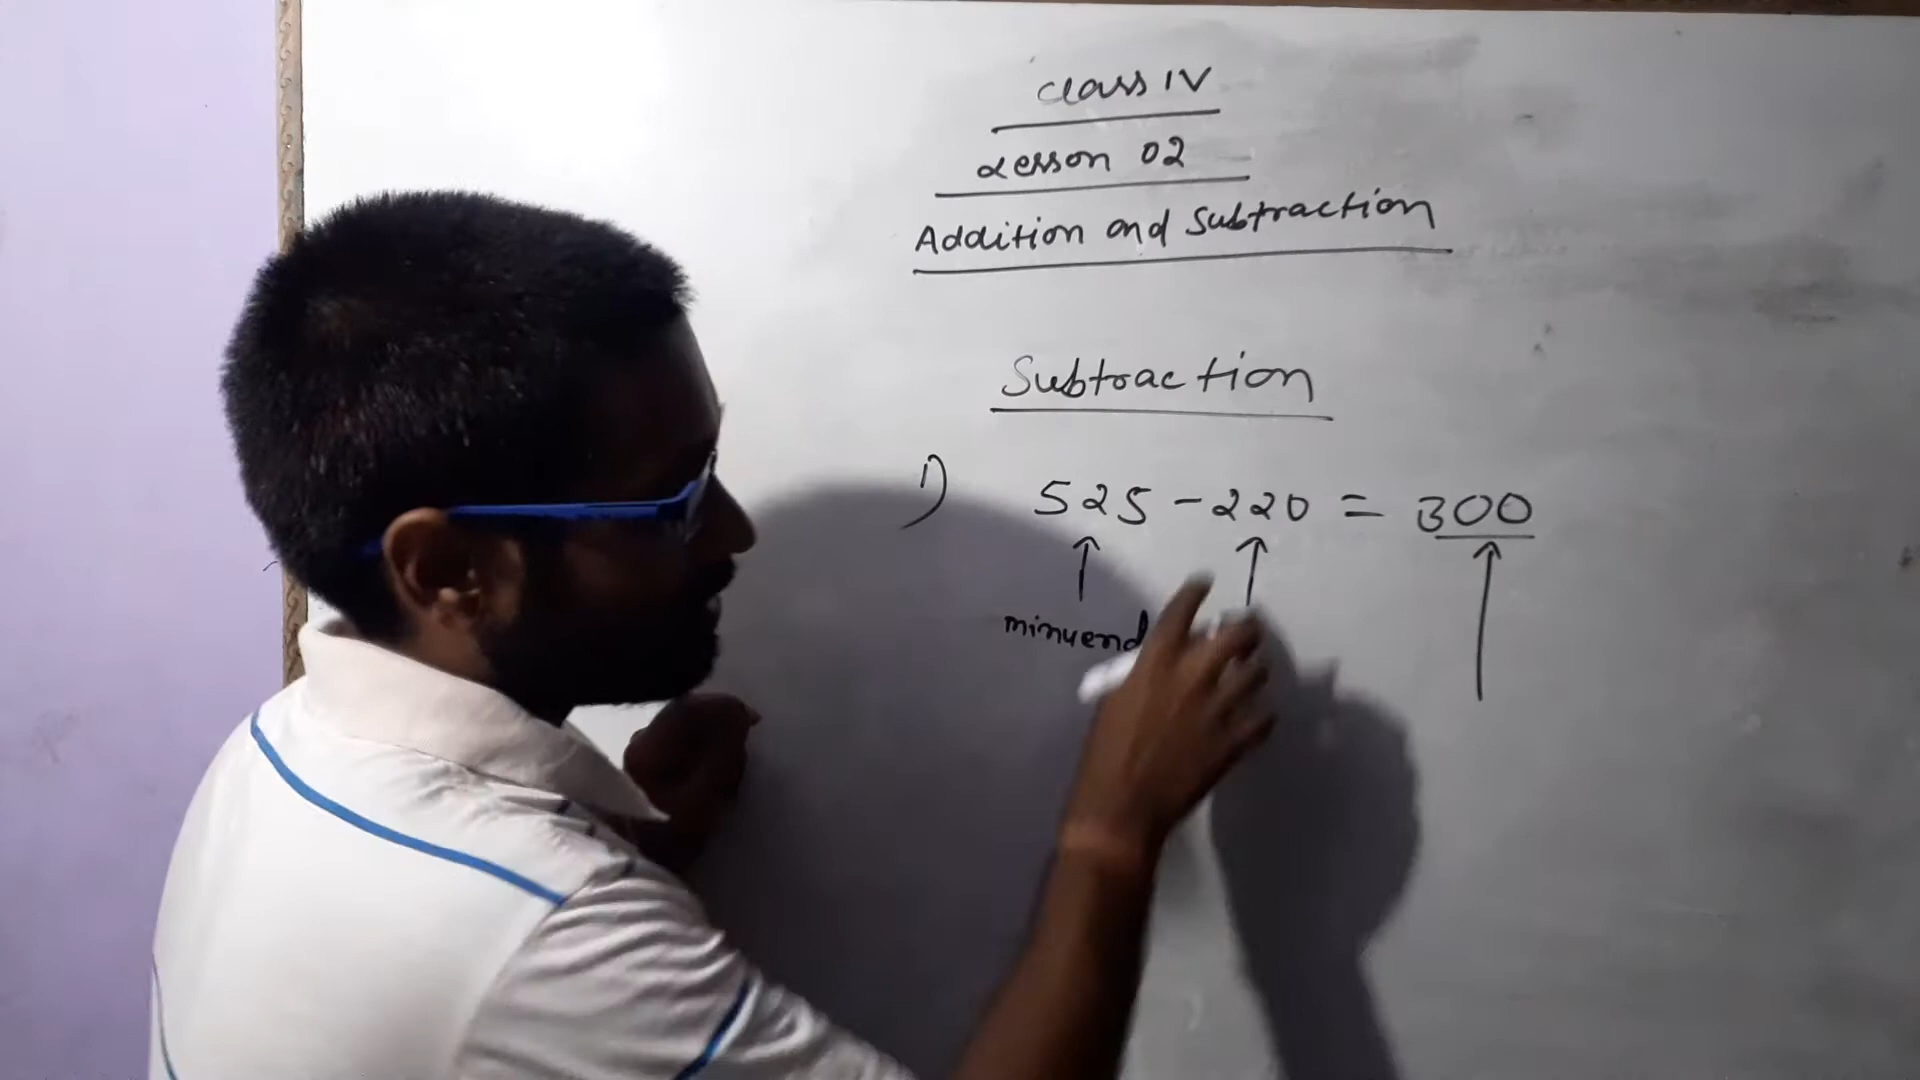 Class IV
Lesson 02
Addition and Subtraction
Subtraction
1) 525 - 220 = 300
minuend